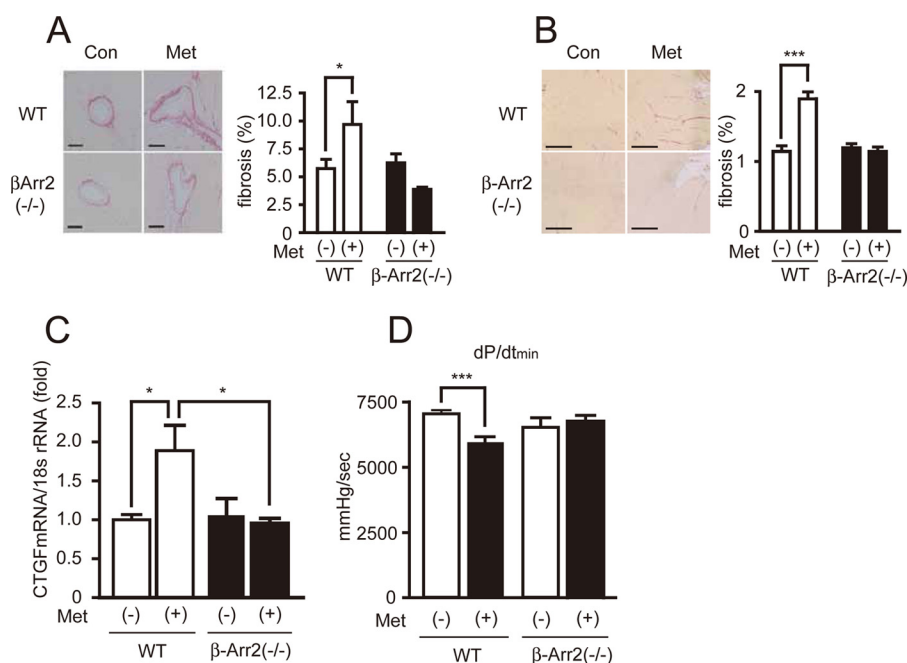 A
Con Met
WT
βArr2
(-/-)
*
fibrosis (%)
12.5
10.0
7.5
5.0
2.5
0
Met (-) (+) (-) (+)
WT β-Arr2(-/-)
B
Con Met
WT
β-Arr2
(-/-)
***
fibrosis (%)
2
1
0
Met (-) (+) (-) (+)
WT β-Arr2(-/-)
C
* *
CTGFmRNA/18s rRNA (fold)
2.5
2.0
1.5
1.0
0.5
0
Met (-) (+) (-) (+)
WT β-Arr2(-/-)
D
dP/dtmin
***
mmHg/sec
7500
5000
2500
0
Met (-) (+) (-) (+)
WT β-Arr2(-/-)